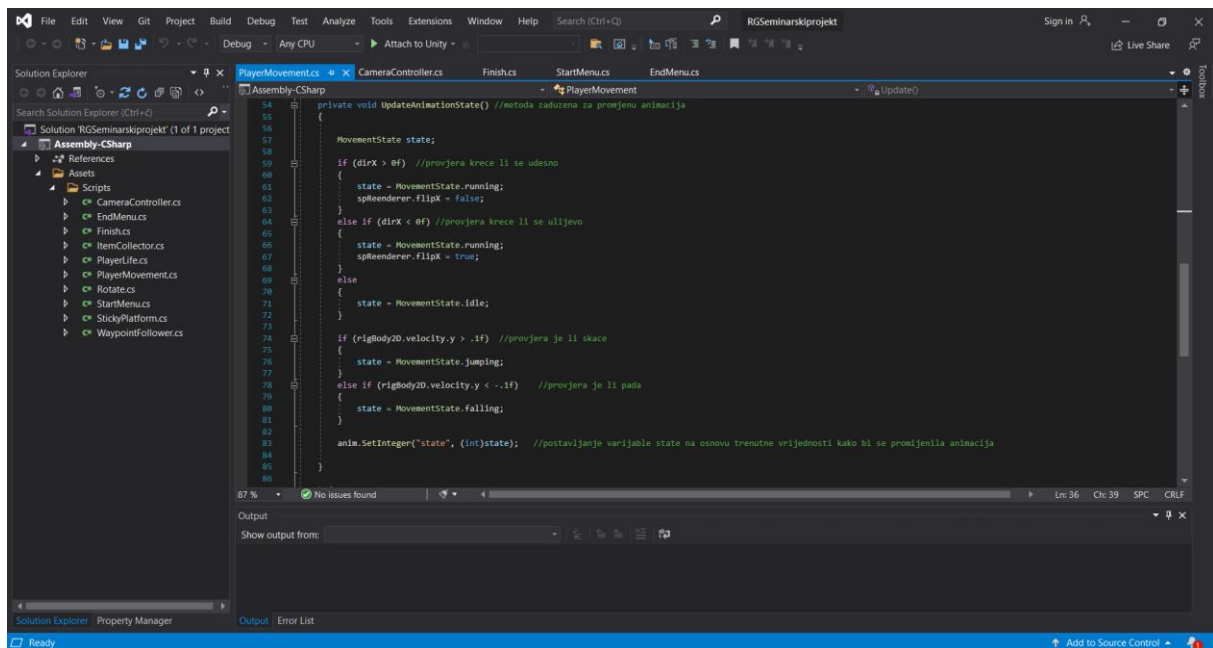 File Edit View Git Project Build Debug Test Analyze Tools Extensions Window Help Search (Ctrl+Q) RGSeminarskiprojekt Sign in
Debug Any CPU Attach to Unity Live Share
Solution Explorer
PlayerMovement.cs CameraController.cs Finish.cs StartMenu.cs EndMenu.cs
Toolbox
Search Solution Explorer (Ctrl+č)
Solution 'RGSeminarskiprojekt' (1 of 1 project
Assembly-CSharp
References
Assets
Scripts
CameraController.cs
EndMenu.cs
Finish.cs
ItemCollector.cs
PlayerLife.cs
PlayerMovement.cs
Rotate.cs
StartMenu.cs
StickyPlatform.cs
WaypointFollower.cs
Solution Explorer Property Manager
Assembly-CSharp PlayerMovement Update()
54 private void UpdateAnimationState() //metoda zaduzena za promjenu animacija
55 {
56
57 MovementState state;
58
59 if (dirX > 0f) //provjera krece li se udesno
60 {
61 state = MovementState.running;
62 spReenderer.flipX = false;
63 }
64 else if (dirX < 0f) //provjera krece li se ulijevo
65 {
66 state = MovementState.running;
67 spReenderer.flipX = true;
68 }
69 else
70 {
71 state = MovementState.idle;
72 }
73
74 if (rigBody2D.velocity.y > .1f) //provjera je li skace
75 {
76 state = MovementState.jumping;
77 }
78 else if (rigBody2D.velocity.y < -.1f) //provjera je li pada
79 {
80 state = MovementState.falling;
81 }
82
83 anim.SetInteger("state", (int)state); //postavljanje varijable state na osnovu trenutne vrijednosti kako bi se promijenila animacija
84
85 }
86
87 % No issues found Ln: 36 Ch: 39 SPC CRLF
Output
Show output from:
Output Error List
Ready Add to Source Control 1